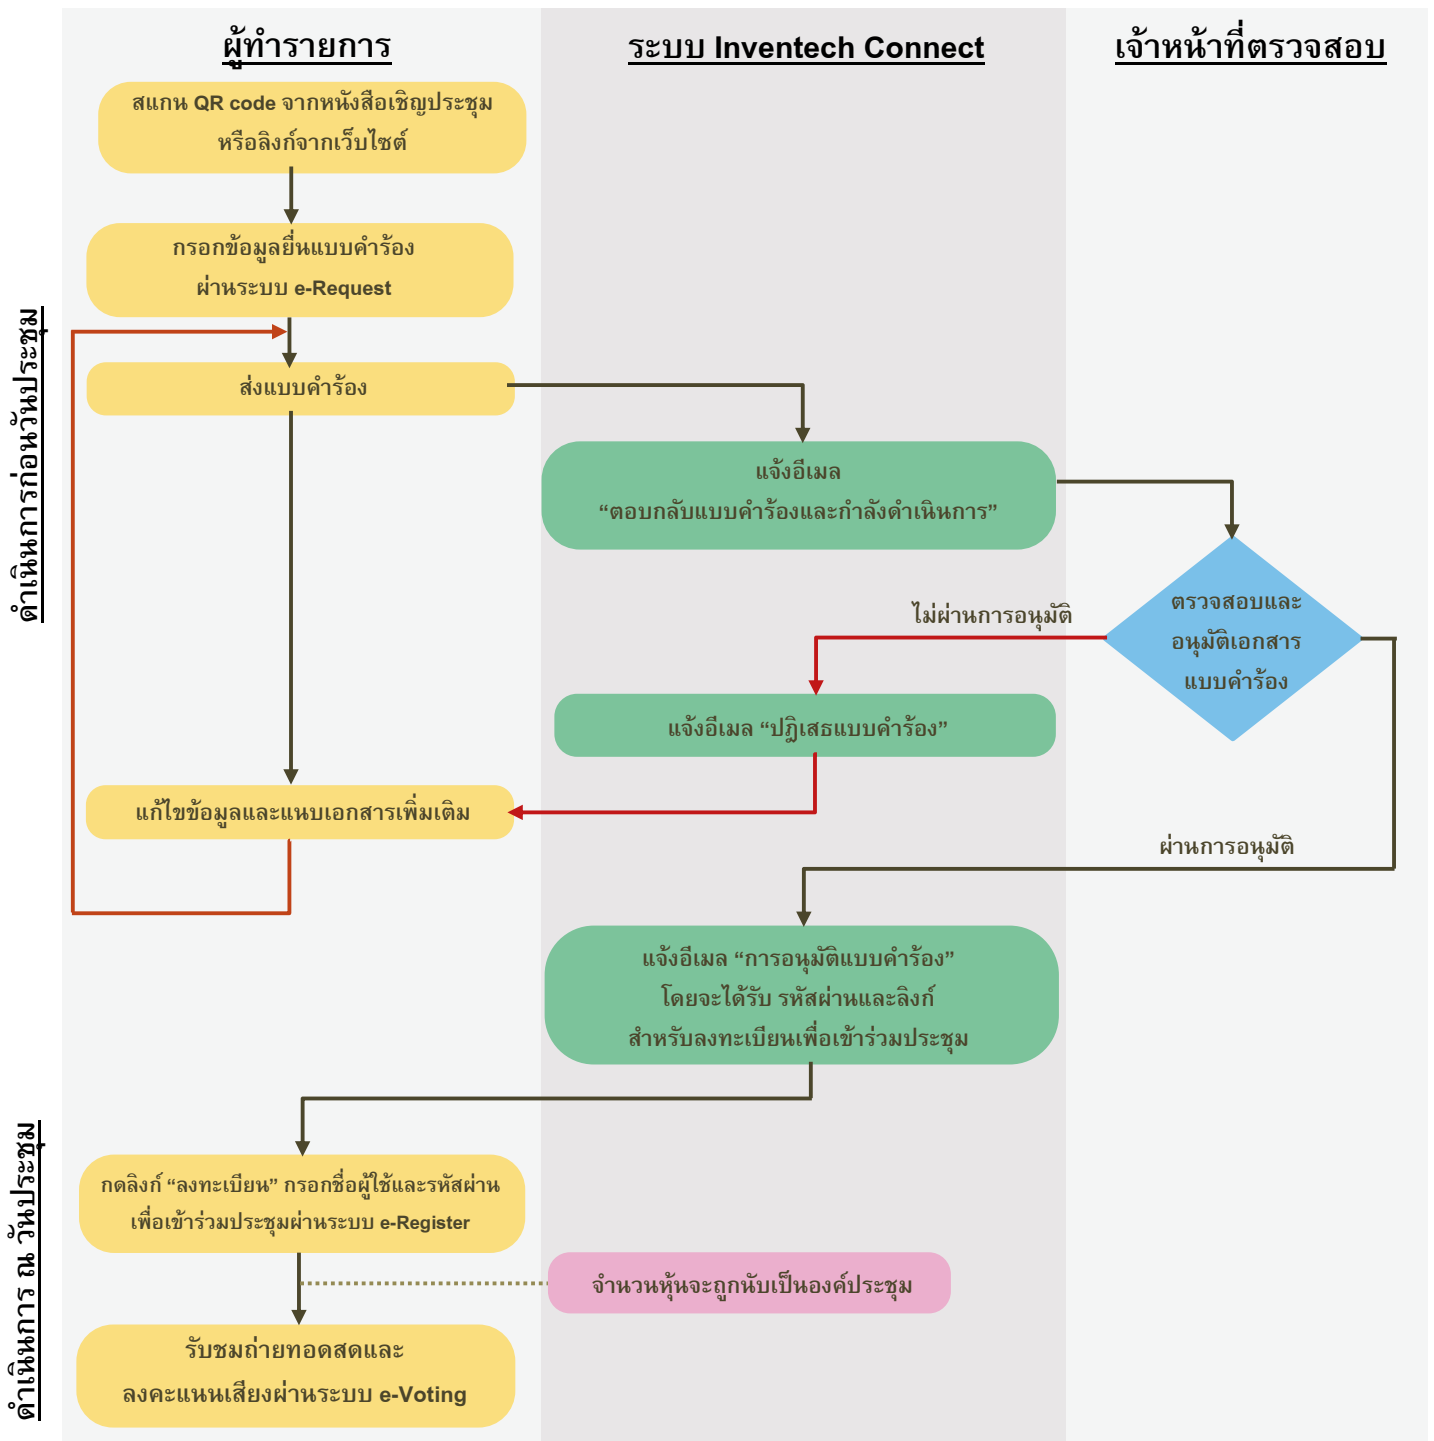 ผู้ทำรายการ
ระบบ Inventech Connect
เจ้าหน้าที่ตรวจสอบ
ดำเนินการก่อนวันประชุม
สแกน QR code จากหนังสือเชิญประชุม
หรือลิงก์จากเว็บไซต์
กรอกข้อมูลยื่นแบบคำร้อง
ผ่านระบบ e-Request
ส่งแบบคำร้อง
แจ้งอีเมล
“ตอบกลับแบบคำร้องและกำลังดำเนินการ”
ตรวจสอบและ
อนุมัติเอกสาร
แบบคำร้อง
ไม่ผ่านการอนุมัติ
แจ้งอีเมล “ปฎิเสธแบบคำร้อง”
แก้ไขข้อมูลและแหบเอกสารเพิ่มเติม
ผ่านการอนุมัติ
แจ้งอีเมล “การอนุมัติแบบคำร้อง”
โดยจะได้รับ รหัสผ่านและลิงก์
สำหรับลงทะเบียนเพื่อเข้าร่วมประชุม
ดำเนินการ ณ วันประชุม
กดลิงก์ “ลงทะเบียน” กรอกชื่อผู้ใช้และรหัสผ่าน
เพื่อเข้าร่วมประชุมผ่านระบบ e-Register
จำนวนหุ้นจะถูกนับเป็นองค์ประชุม
รับชมถ่ายทอดสดและ
ลงคะแนนเสียงผ่านระบบ e-Voting